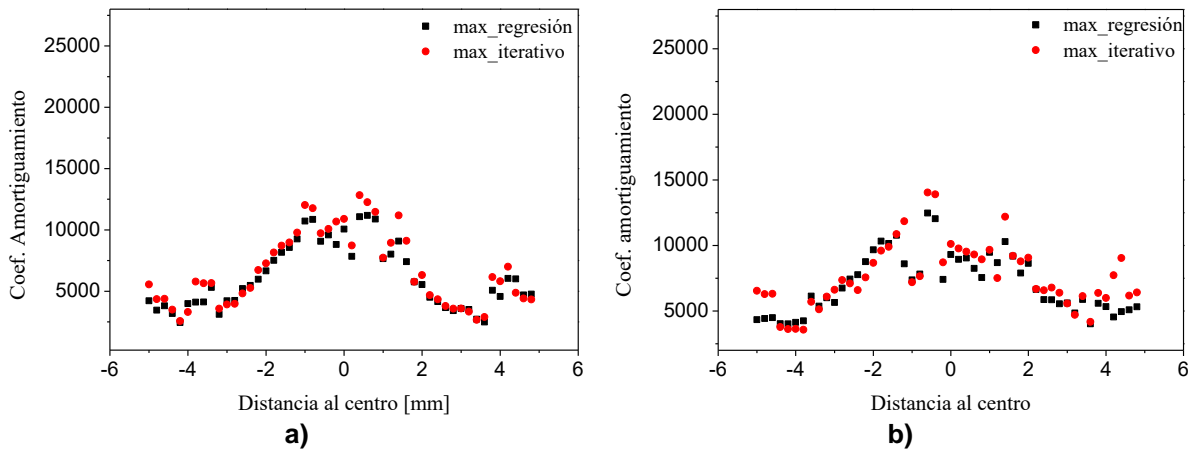 25000
20000
15000
10000
5000
Coef. Amortiguamiento
max_regresión
max_iterativo
-6
-4
-2
0
2
4
6
Distancia al centro [mm]
a)
25000
20000
15000
10000
5000
0
Coef. amortiguamiento
max_regresión
max_iterativo
-6
-4
-2
0
2
4
6
Distancia al centro
b)